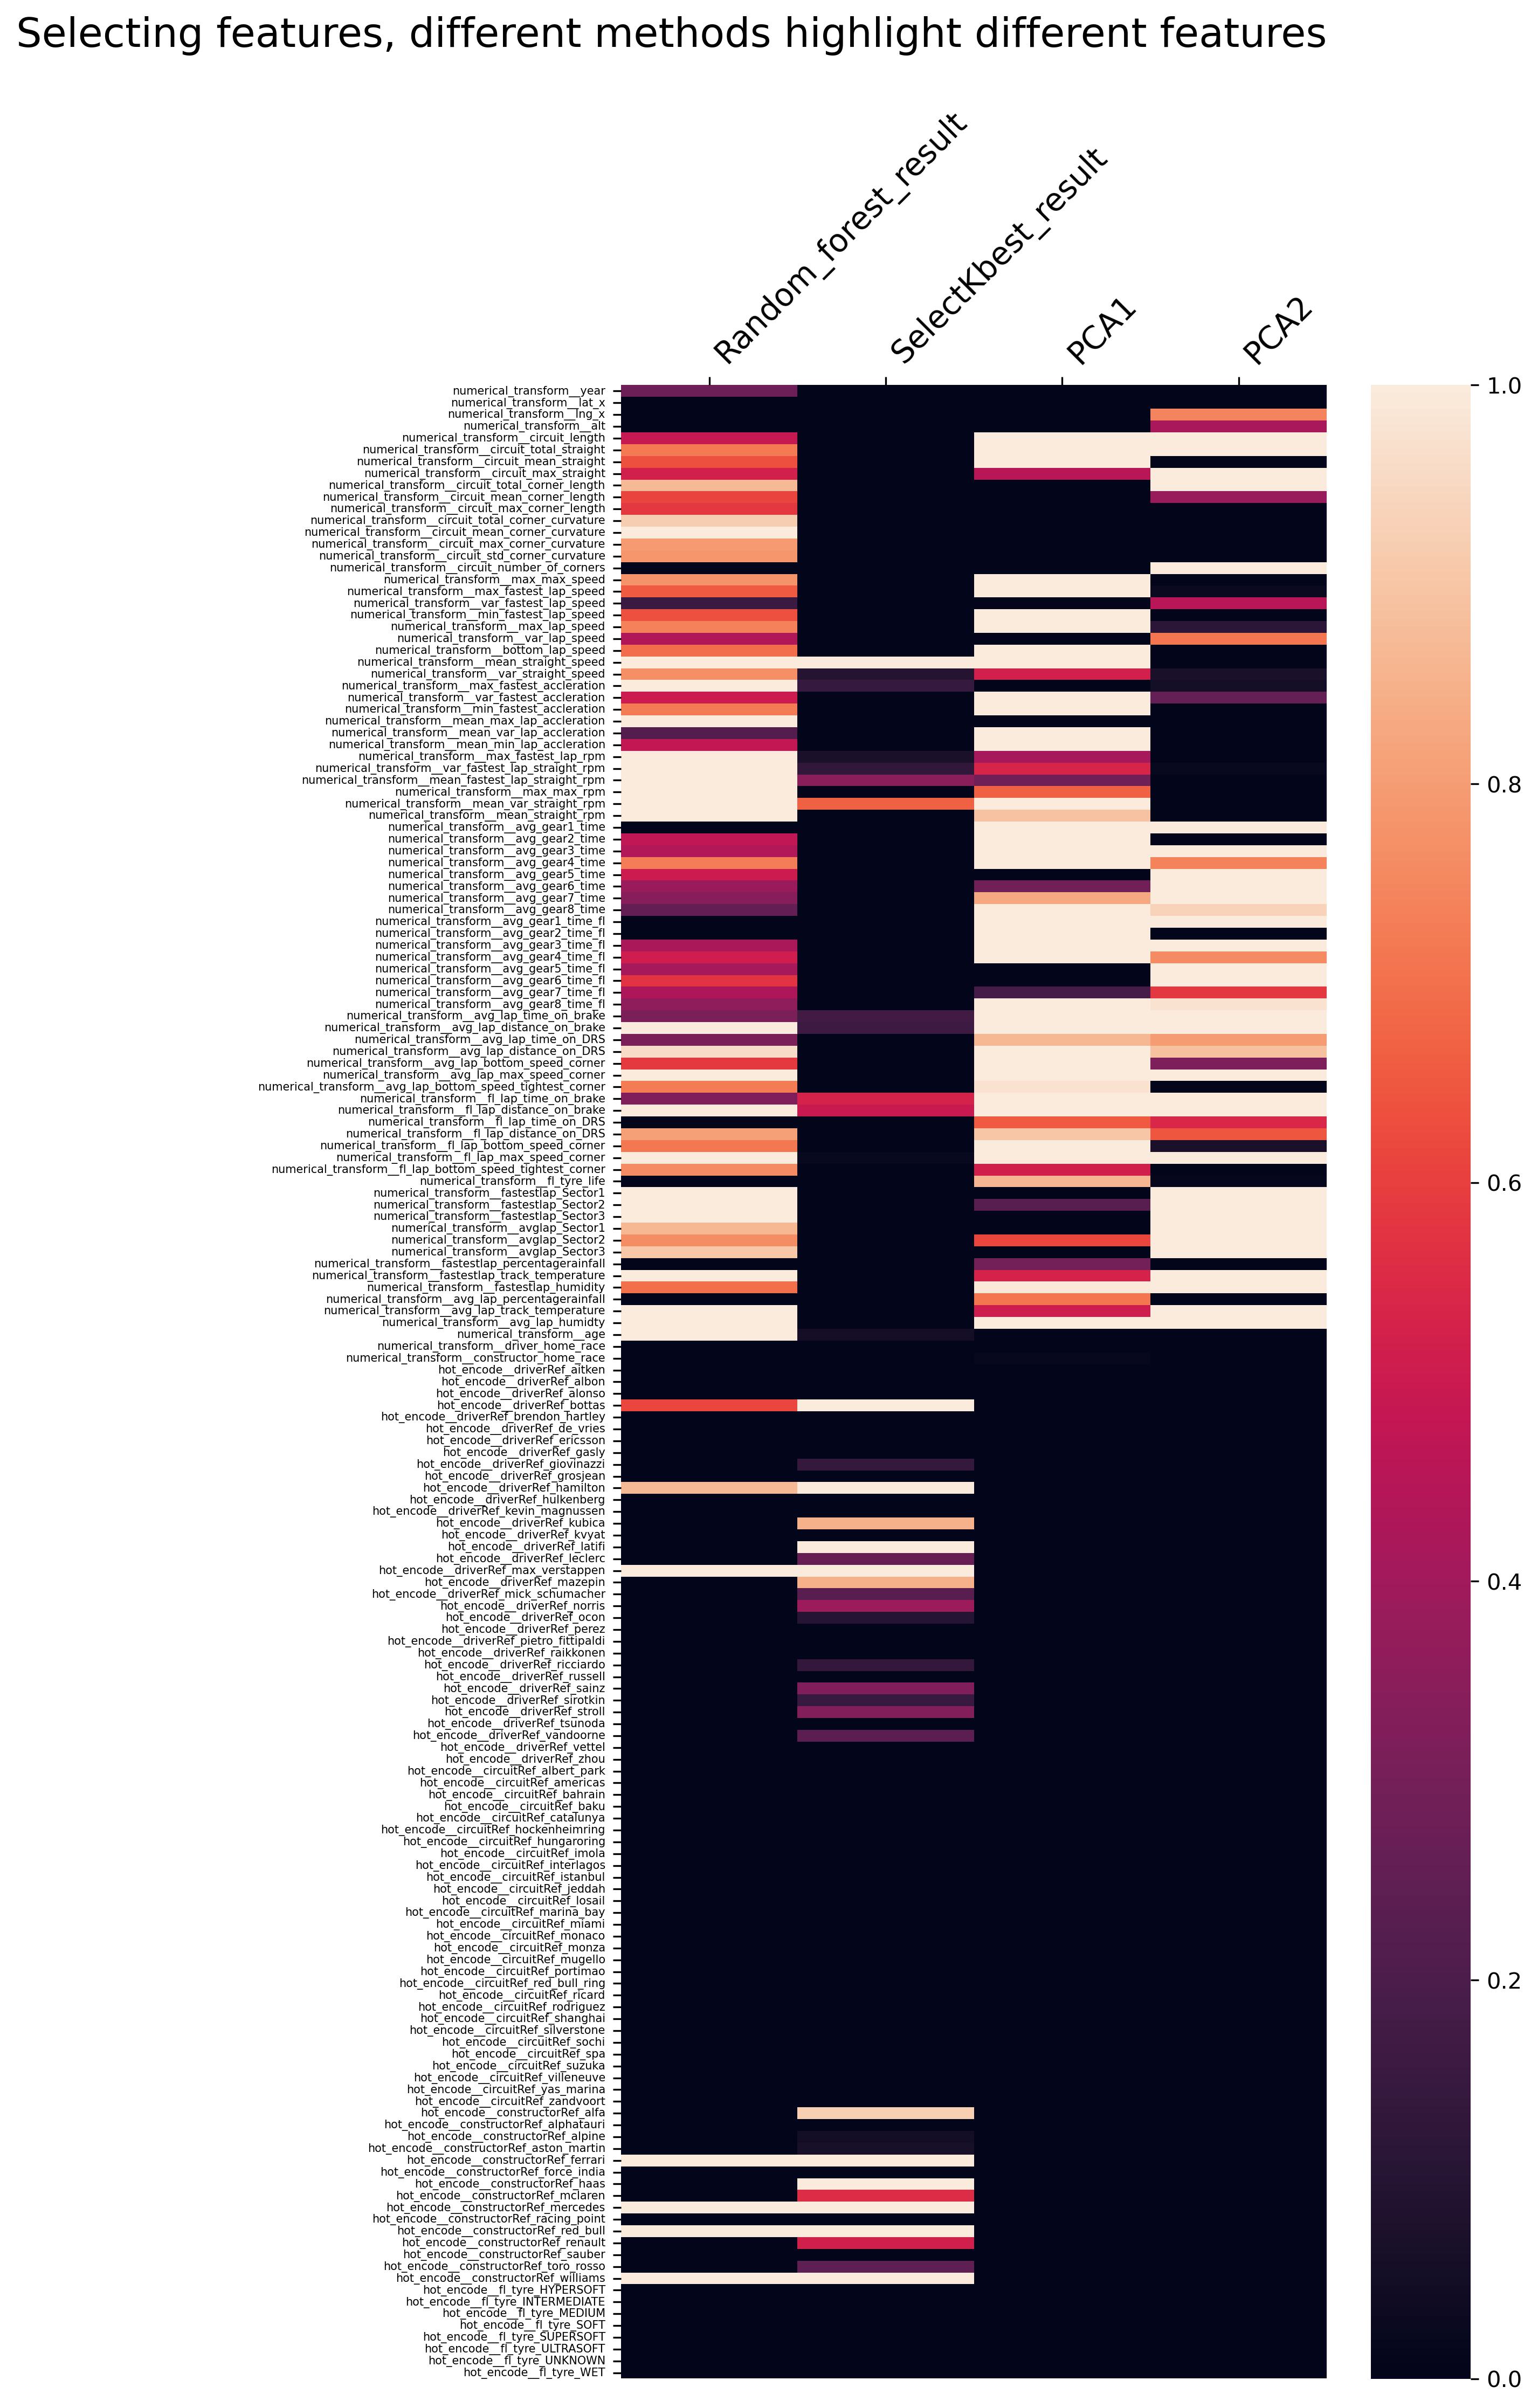 Selecting features, different methods highlight different features
Random_forest_result
SelectKbest_result
PCA1
PCA2
numerical_transform__year
numerical_transform__lat_x
numerical_transform__lng_x
numerical_transform__alt
numerical_transform__circuit_length
numerical_transform__circuit_total_straight
numerical_transform__circuit_mean_straight
numerical_transform__circuit_max_straight
numerical_transform__circuit_total_corner_length
numerical_transform__circuit_mean_corner_length
numerical_transform__circuit_max_corner_length
numerical_transform__circuit_total_corner_curvature
numerical_transform__circuit_mean_corner_curvature
numerical_transform__circuit_max_corner_curvature
numerical_transform__circuit_std_corner_curvature
numerical_transform__circuit_number_of_corners
numerical_transform__max_max_speed
numerical_transform__max_fastest_lap_speed
numerical_transform__var_fastest_lap_speed
numerical_transform__min_fastest_lap_speed
numerical_transform__max_lap_speed
numerical_transform__var_lap_speed
numerical_transform__bottom_lap_speed
numerical_transform__mean_straight_speed
numerical_transform__var_straight_speed
numerical_transform__max_fastest_accleration
numerical_transform__var_fastest_accleration
numerical_transform__min_fastest_accleration
numerical_transform__mean_max_lap_accleration
numerical_transform__mean_var_lap_accleration
numerical_transform__mean_min_lap_accleration
numerical_transform__max_fastest_lap_rpm
numerical_transform__var_fastest_lap_straight_rpm
numerical_transform__mean_fastest_lap_straight_rpm
numerical_transform__max_max_rpm
numerical_transform__mean_var_straight_rpm
numerical_transform__mean_straight_rpm
numerical_transform__avg_gear1_time
numerical_transform__avg_gear2_time
numerical_transform__avg_gear3_time
numerical_transform__avg_gear4_time
numerical_transform__avg_gear5_time
numerical_transform__avg_gear6_time
numerical_transform__avg_gear7_time
numerical_transform__avg_gear8_time
numerical_transform__avg_gear1_time_fl
numerical_transform__avg_gear2_time_fl
numerical_transform__avg_gear3_time_fl
numerical_transform__avg_gear4_time_fl
numerical_transform__avg_gear5_time_fl
numerical_transform__avg_gear6_time_fl
numerical_transform__avg_gear7_time_fl
numerical_transform__avg_gear8_time_fl
numerical_transform__avg_lap_time_on_brake
numerical_transform__avg_lap_distance_on_brake
numerical_transform__avg_lap_time_on_DRS
numerical_transform__avg_lap_distance_on_DRS
numerical_transform__avg_lap_bottom_speed_corner
numerical_transform__avg_lap_max_speed_corner
numerical_transform__avg_lap_bottom_speed_tightest_corner
numerical_transform__fl_lap_time_on_brake
numerical_transform__fl_lap_distance_on_brake
numerical_transform__fl_lap_time_on_DRS
numerical_transform__fl_lap_distance_on_DRS
numerical_transform__fl_lap_bottom_speed_corner
numerical_transform__fl_lap_max_speed_corner
numerical_transform__fl_lap_bottom_speed_tightest_corner
numerical_transform__fl_tyre_life
numerical_transform__fastestlap_Sector1
numerical_transform__fastestlap_Sector2
numerical_transform__fastestlap_Sector3
numerical_transform__avglap_Sector1
numerical_transform__avglap_Sector2
numerical_transform__avglap_Sector3
numerical_transform__fastestlap_percentagerainfall
numerical_transform__fastestlap_track_temperature
numerical_transform__fastestlap_humidity
numerical_transform__avg_lap_percentagerainfall
numerical_transform__avg_lap_track_temperature
numerical_transform__avg_lap_humidty
numerical_transform__age
numerical_transform__driver_home_race
numerical_transform__constructor_home_race
hot_encode__driverRef_aitken
hot_encode__driverRef_albon
hot_encode__driverRef_alonso
hot_encode__driverRef_bottas
hot_encode__driverRef_brendon_hartley
hot_encode__driverRef_de_vries
hot_encode__driverRef_ericsson
hot_encode__driverRef_gasly
hot_encode__driverRef_giovinazzi
hot_encode__driverRef_grosjean
hot_encode__driverRef_hamilton
hot_encode__driverRef_hulkenberg
hot_encode__driverRef_kevin_magnussen
hot_encode__driverRef_kubica
hot_encode__driverRef_kvyat
hot_encode__driverRef_latifi
hot_encode__driverRef_leclerc
hot_encode__driverRef_max_verstappen
hot_encode__driverRef_mazepin
hot_encode__driverRef_mick_schumacher
hot_encode__driverRef_norris
hot_encode__driverRef_ocon
hot_encode__driverRef_perez
hot_encode__driverRef_pietro_fittipaldi
hot_encode__driverRef_raikkonen
hot_encode__driverRef_ricciardo
hot_encode__driverRef_russell
hot_encode__driverRef_sainz
hot_encode__driverRef_sirotkin
hot_encode__driverRef_stroll
hot_encode__driverRef_tsunoda
hot_encode__driverRef_vandoorne
hot_encode__driverRef_vettel
hot_encode__driverRef_zhou
hot_encode__circuitRef_albert_park
hot_encode__circuitRef_americas
hot_encode__circuitRef_bahrain
hot_encode__circuitRef_baku
hot_encode__circuitRef_catalunya
hot_encode__circuitRef_hockenheimring
hot_encode__circuitRef_hungaroring
hot_encode__circuitRef_imola
hot_encode__circuitRef_interlagos
hot_encode__circuitRef_istanbul
hot_encode__circuitRef_jeddah
hot_encode__circuitRef_losail
hot_encode__circuitRef_marina_bay
hot_encode__circuitRef_miami
hot_encode__circuitRef_monaco
hot_encode__circuitRef_monza
hot_encode__circuitRef_mugello
hot_encode__circuitRef_portimao
hot_encode__circuitRef_red_bull_ring
hot_encode__circuitRef_ricard
hot_encode__circuitRef_rodriguez
hot_encode__circuitRef_shanghai
hot_encode__circuitRef_silverstone
hot_encode__circuitRef_sochi
hot_encode__circuitRef_spa
hot_encode__circuitRef_suzuka
hot_encode__circuitRef_villeneuve
hot_encode__circuitRef_yas_marina
hot_encode__circuitRef_zandvoort
hot_encode__constructorRef_alfa
hot_encode__constructorRef_alphatauri
hot_encode__constructorRef_alpine
hot_encode__constructorRef_aston_martin
hot_encode__constructorRef_ferrari
hot_encode__constructorRef_force_india
hot_encode__constructorRef_haas
hot_encode__constructorRef_mclaren
hot_encode__constructorRef_mercedes
hot_encode__constructorRef_racing_point
hot_encode__constructorRef_red_bull
hot_encode__constructorRef_renault
hot_encode__constructorRef_sauber
hot_encode__constructorRef_toro_rosso
hot_encode__constructorRef_williams
hot_encode__fl_tyre_HYPERSOFT
hot_encode__fl_tyre_INTERMEDIATE
hot_encode__fl_tyre_MEDIUM
hot_encode__fl_tyre_SOFT
hot_encode__fl_tyre_SUPERSOFT
hot_encode__fl_tyre_ULTRASOFT
hot_encode__fl_tyre_UNKNOWN
hot_encode__fl_tyre_WET
1.0
0.8
0.6
0.4
0.2
0.0